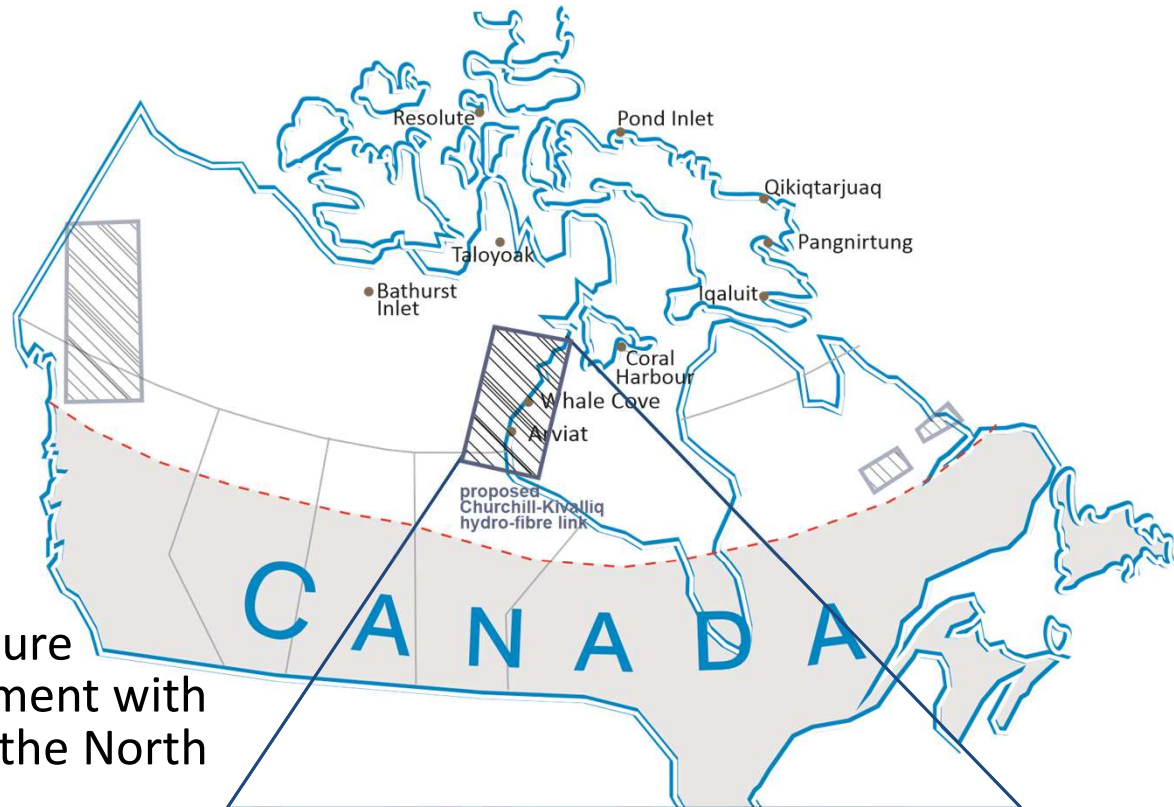 Resolute
Pond Inlet
Qikiqtarjuaq
Pangnirtung
Taloyoak
Bathurst
Inlet
Iqaluit
Coral
Harbour
Whale Cove
Arviat
proposed
Churchill-Kivalliq
hydro-fibre link
CANADA
ure
ment with
the North